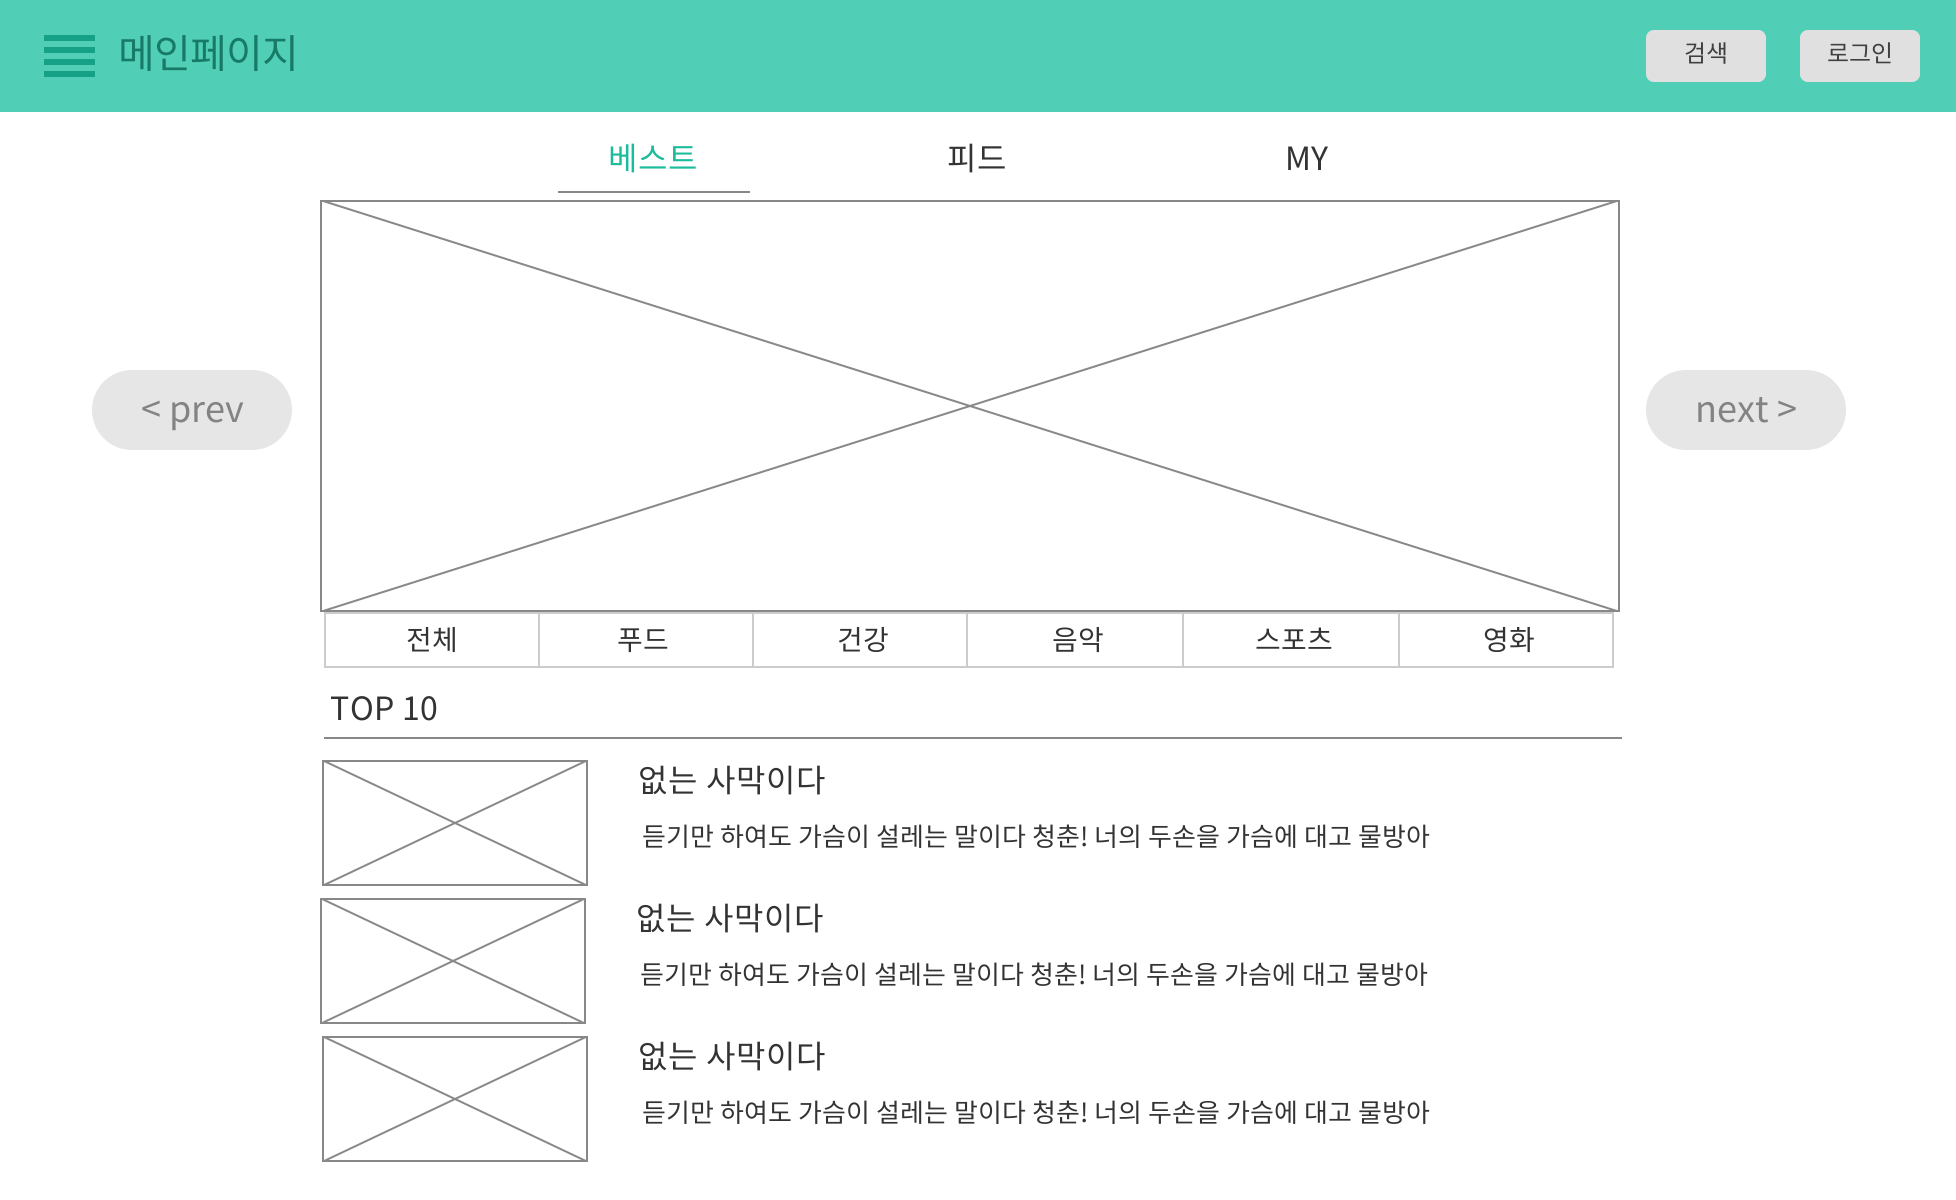 메인페이지
검색
로그인
베스트
피드
MY
< prev
next >
전체
푸드
건강
음악
스포츠
영화
TOP 10
없는 사막이다
듣기만 하여도 가슴이 설레는 말이다 청춘! 너의 두손을 가슴에 대고 물방아
없는 사막이다
듣기만 하여도 가슴이 설레는 말이다 청춘! 너의 두손을 가슴에 대고 물방아
없는 사막이다
듣기만 하여도 가슴이 설레는 말이다 청춘! 너의 두손을 가슴에 대고 물방아